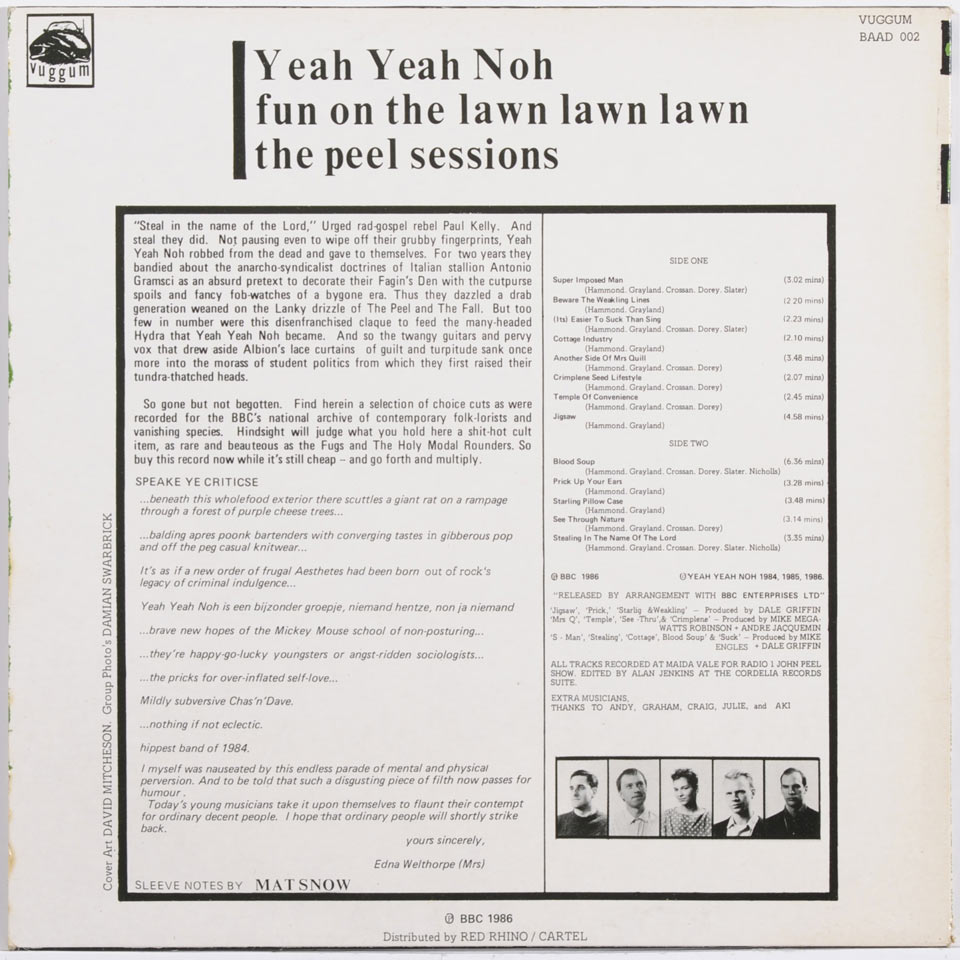 vuggum
VUGGUM
BAAD 002
Yeah Yeah Noh
fun on the lawn lawn lawn
the peel sessions
"Steal in the name of the Lord," Urged rad-gospel rebel Paul Kelly. And
steal they did. Not pausing even to wipe off their grubby fingerprints, Yeah
Yeah Noh robbed from the dead and gave to themselves. For two years they
bandied about the anarcho-syndicalist doctrines of Italian stallion Antonio
Gramsci as an absurd pretext to decorate their Fagin's Den with the cutpurse
spoils and fancy fob-watches of a bygone era. Thus they dazzled a drab
generation weaned on the Lanky drizzle of The Peel and The Fall. But too
few in number were this disenfranchised claque to feed the many-headed
Hydra that Yeah Yeah Noh became. And so the twangy guitars and pervy
vox that drew aside Albion's lace curtains of guilt and turpitude sank once
more into the morass of student politics from which they first raised their
tundra-thatched heads.
So gone but not begotten. Find herein a selection of choice cuts as were
recorded for the BBC's national archive of contemporary folk-lorists and
vanishing species. Hindsight will judge what you hold here a shit-hot cult
item, as rare and beauteous as the Fugs and The Holy Modal Rounders. So
buy this record now while it's still cheap – and go forth and multiply.
SPEAKE YE CRITICSE
...beneath this wholefood exterior there scuttles a giant rat on a rampage
through a forest of purple cheese trees...
...balding apres poonk bartenders with converging tastes in gibberous pop
and off the peg casual knitwear...
It's as if a new order of frugal Aesthetes had been born out of rock's
legacy of criminal indulgence...
Yeah Yeah Noh is een bijzonder groepje, niemand hentze, non ja niemand
...brave new hopes of the Mickey Mouse school of non-posturing...
...they're happy-go-lucky youngsters or angst-ridden sociologists...
...the pricks for over-inflated self-love...
Mildly subversive Chas'n'Dave.
...nothing if not eclectic.
hippest band of 1984.
I myself was nauseated by this endless parade of mental and physical
perversion. And to be told that such a disgusting piece of filth now passes for
humour .
Today's young musicians take it upon themselves to flaunt their contempt
for ordinary decent people. I hope that ordinary people will shortly strike
back.
yours sincerely,
Edna Welthorpe (Mrs)
SLEEVE NOTES BY MAT SNOW
Cover Art DAVID MITCHESON. Group Photo's DAMIAN SWARBRICK
SIDE ONE
Super Imposed Man (3.02 mins)
(Hammond. Grayland. Crossan. Dorey. Slater)
Beware The Weakling Lines (2 20 mins)
(Hammond. Grayland)
(Its) Easier To Suck Than Sing (2.23 mins)
(Hammond. Grayland. Crossan. Dorey. Slater)
Cottage Industry (2.10 mins)
(Hammond. Grayland)
Another Side Of Mrs Quill (3.48 mins)
(Hammond. Grayland. Crossan. Dorey)
Crimplene Seed Lifestyle (2.07 mins)
(Hammond. Grayland. Crossan. Dorey)
Temple Of Convenience (2.45 mins)
(Hammond. Grayland. Crossan. Dorey)
Jigsaw (4.58 mins)
(Hammond. Grayland)
SIDE TWO
Blood Soup (6.36 mins)
(Hammond. Grayland. Crossan. Dorey. Slater. Nicholls)
Prick Up Your Ears (3.28 mins)
(Hammond. Grayland)
Starling Pillow Case (3.48 mins)
(Hammond. Grayland)
See Through Nature (3.14 mins)
(Hammond. Grayland. Crossan. Dorey)
Stealing In The Name Of The Lord (3.35 mins)
(Hammond. Grayland. Crossan. Dorey. Slater. Nicholls)
℗ BBC 1986 ©YEAH YEAH NOH 1984, 1985, 1986.
"RELEASED BY ARRANGEMENT WITH BBC ENTERPRISES LTD"
'Jigsaw', 'Prick,' 'Starlig &Weakling' – Produced by DALE GRIFFIN
'Mrs Q', 'Temple', 'See -Thru',& 'Crimplene' – Produced by MIKE MEGA-
WATTS ROBINSON + ANDRE JACQUEMIN
'S - Man', 'Stealing', 'Cottage', Blood Soup' & 'Suck' – Produced by MIKE
ENGLES + DALE GRIFFIN
ALL TRACKS RECORDED AT MAIDA VALE FOR RADIO 1 JOHN PEEL
SHOW. EDITED BY ALAN JENKINS AT THE CORDELIA RECORDS
SUITE.
EXTRA MUSICIANS,
THANKS TO ANDY, GRAHAM, CRAIG, JULIE, and AKI
℗ BBC 1986
Distributed by RED RHINO / CARTEL